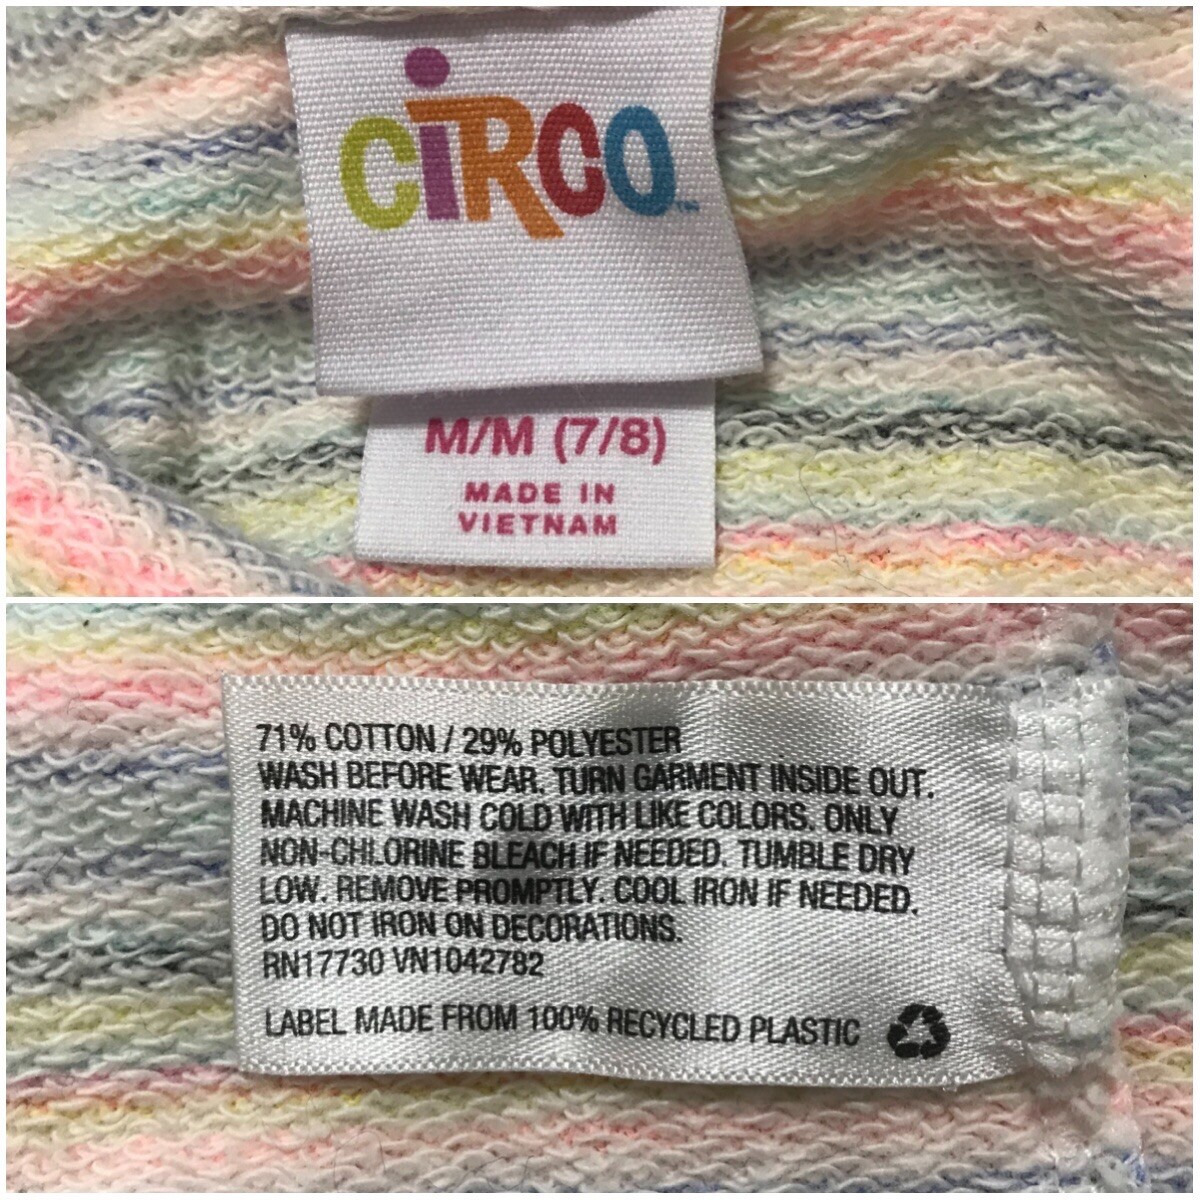 CiRCO™
M/M (7/8)
MADE IN
VIETNAM
71% COTTON / 29% POLYESTER
WASH BEFORE WEAR. TURN GARMENT INSIDE OUT.
MACHINE WASH COLD WITH LIKE COLORS. ONLY
NON-CHLORINE BLEACH IF NEEDED. TUMBLE DRY
LOW. REMOVE PROMPTLY. COOL IRON IF NEEDED.
DO NOT IRON ON DECORATIONS.
RN17730 VN1042782
LABEL MADE FROM 100% RECYCLED PLASTIC